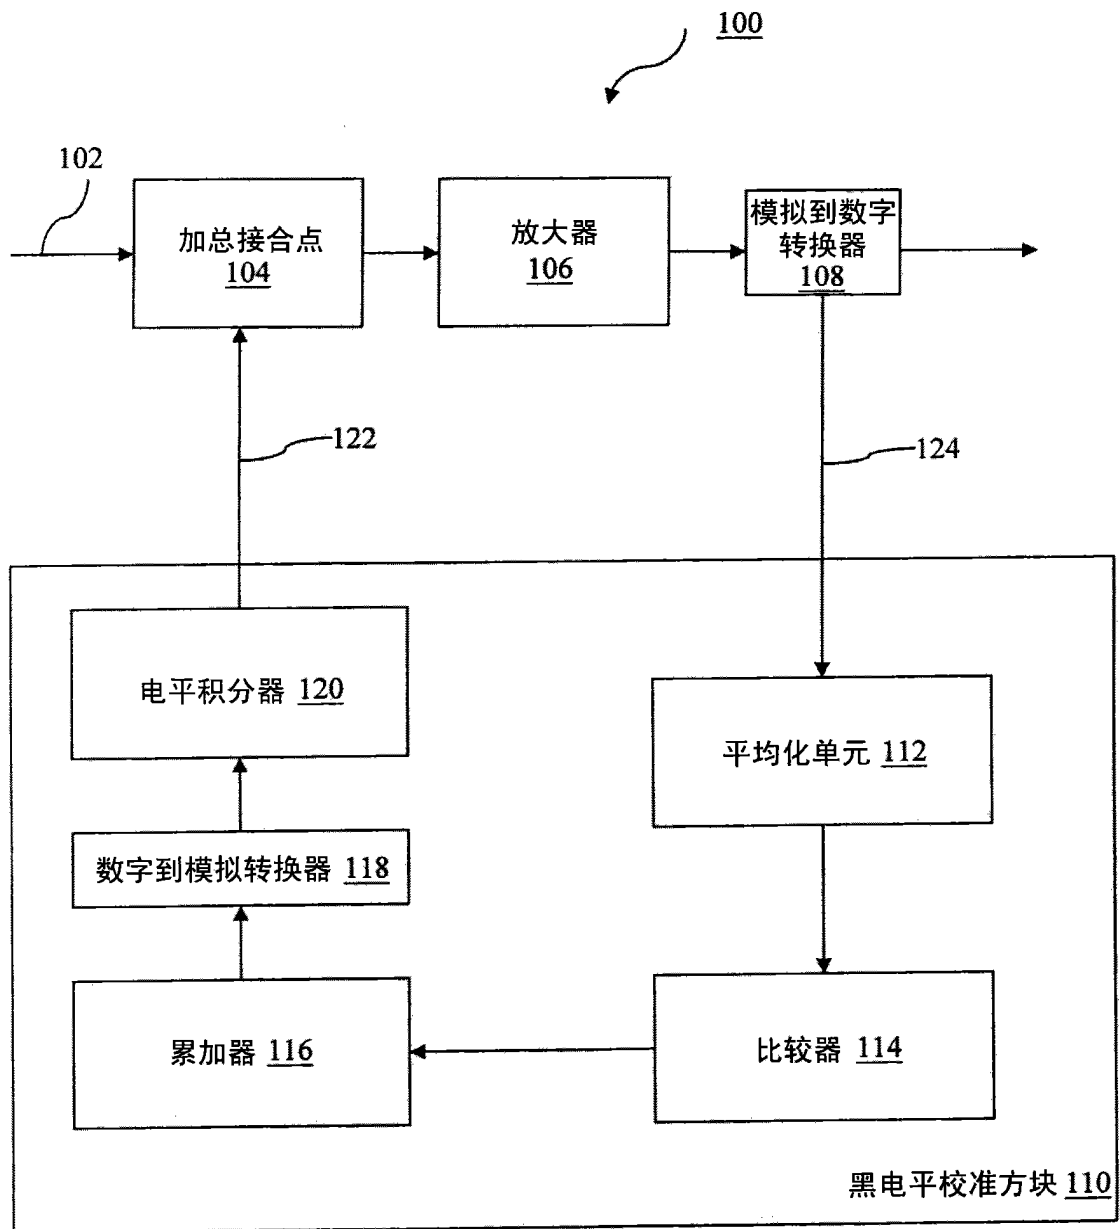 100
102
加总接合点
104
放大器
106
模拟到数字
转换器
108
122
124
电平积分器 120
平均化单元 112
数字到模拟转换器 118
累加器 116
比较器 114
黑电平校准方块 110